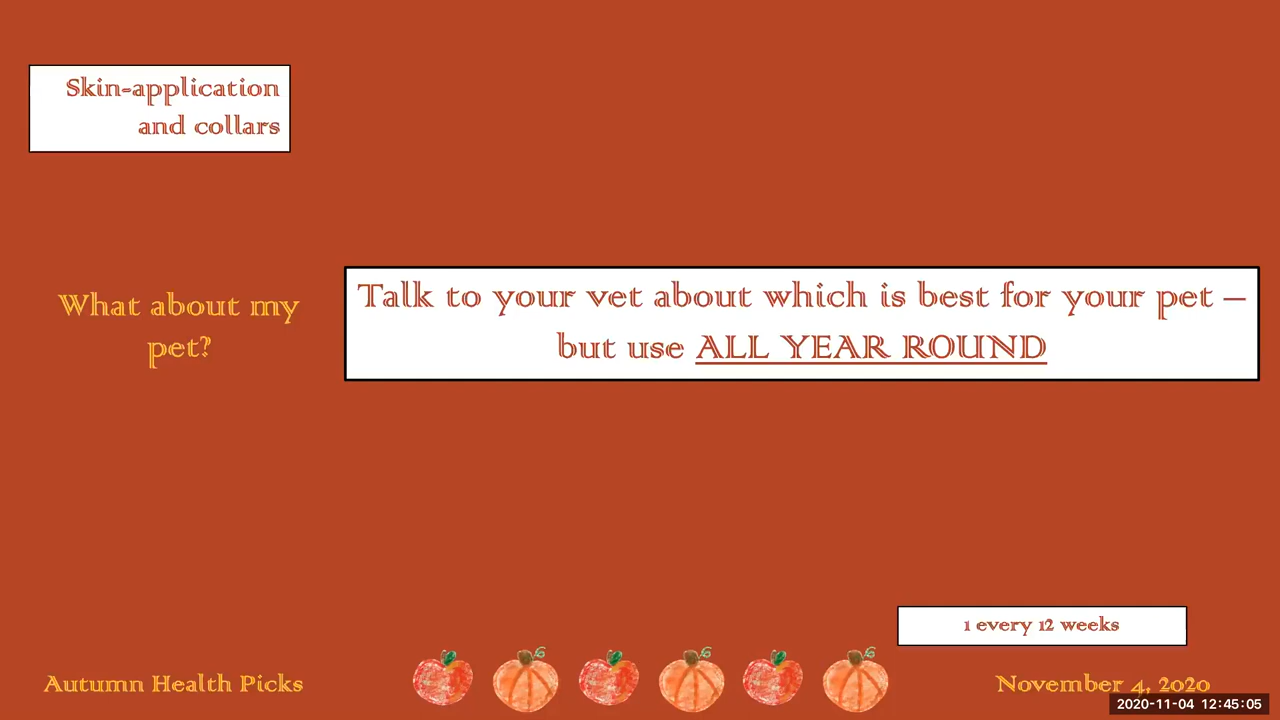 Skin-application
and collars
What about my
pet?
Talk to your vet about which is best for your pet –
but use ALL YEAR ROUND
1 every 12 weeks
Autumn Health Picks
November 4, 2020
2020-11-04 12:45:05